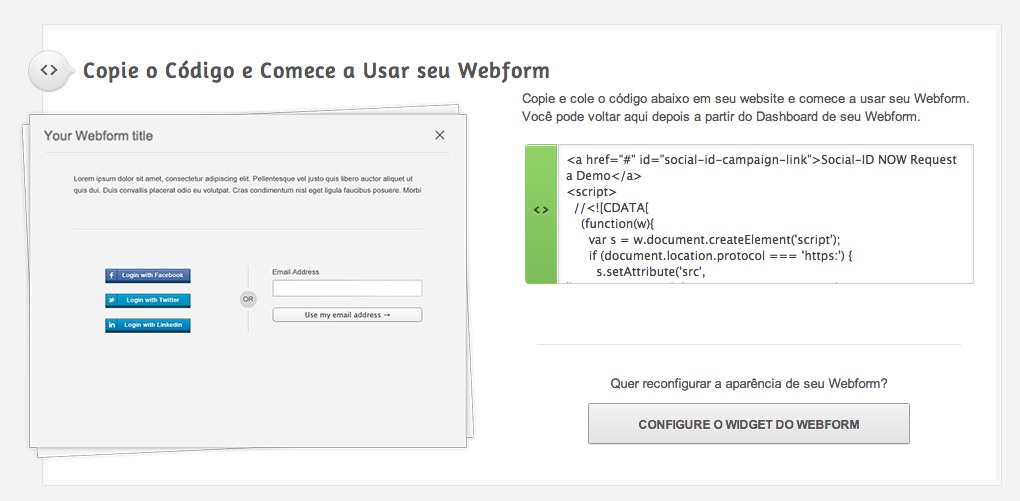 Copie o Código e Comece a Usar seu Webform
Your Webform title
Lorem ipsum dolor sit amet, consectetur adipiscing elit. Pellentesque vel justo quis libero auctor aliquet ut
quis dui. Duis convallis placerat odio eu volutpat. Cras condimentum nisl eget ligula faucibus posuere. Morbi
Login with Facebook
Login with Twitter
Login with Linkedin
OR
Email Address
Use my email address →
Copie e cole o código abaixo em seu website e comece a usar seu Webform.
Você pode voltar aqui depois a partir do Dashboard de seu Webform.
<a href="#" id="social-id-campaign-link">Social-ID NOW Request
a Demo</a>
<script>
//<![CDATA[
(function(w){
var s = w.document.createElement('script');
if (document.location.protocol === 'https:') {
s.setAttribute('src',
Quer reconfigurar a aparência de seu Webform?
CONFIGURE O WIDGET DO WEBFORM